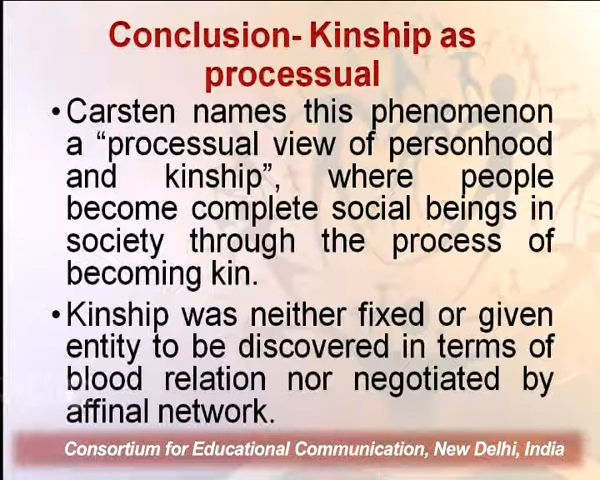 Conclusion- Kinship as
processual
•Carsten names this phenomenon
a “processual view of personhood
and kinship”, where people
become complete social beings in
society through the process of
becoming kin.
•Kinship was neither fixed or given
entity to be discovered in terms of
blood relation nor negotiated by
affinal network.
Consortium for Educational Communication, New Delhi, India